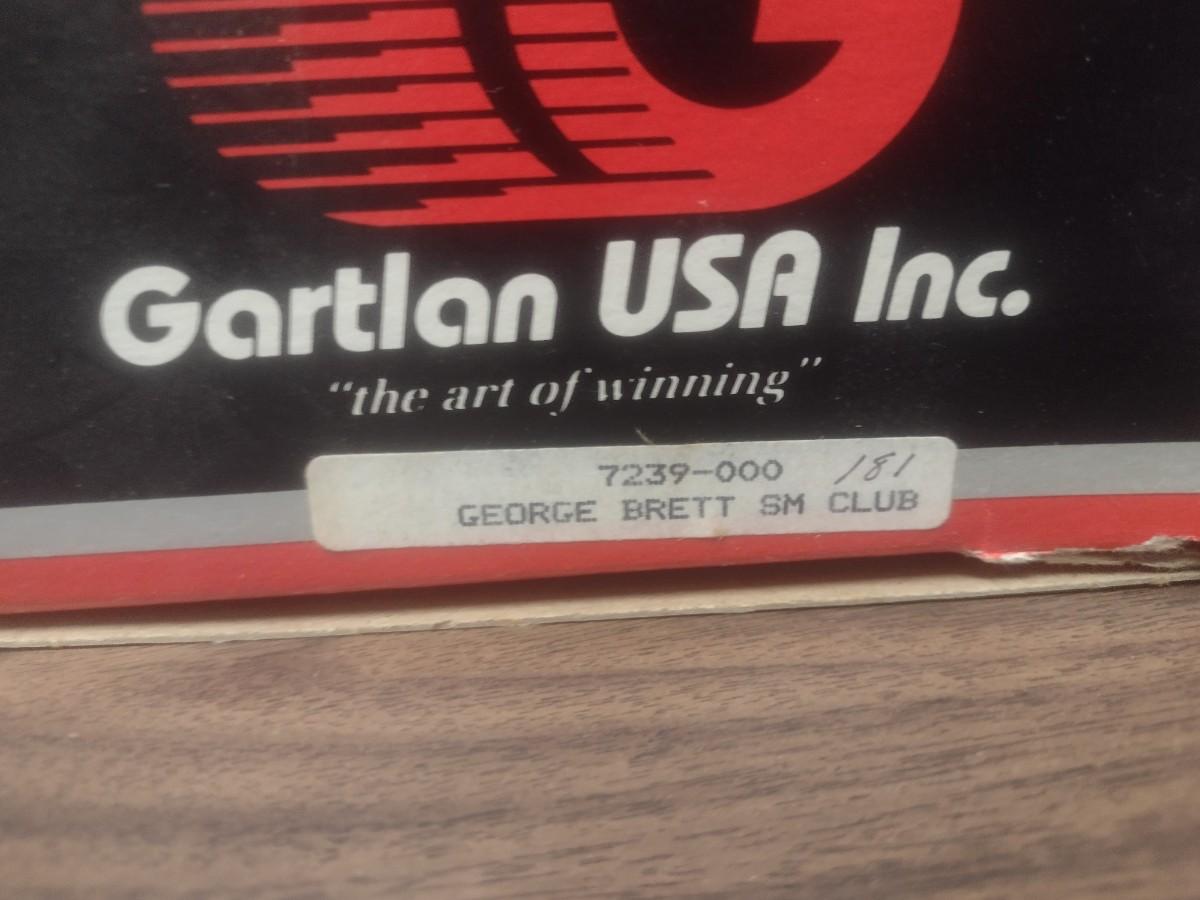 Gartlan USA Inc.
"the art of winning"
7239-000 181
GEORGE BRETT SM CLUB